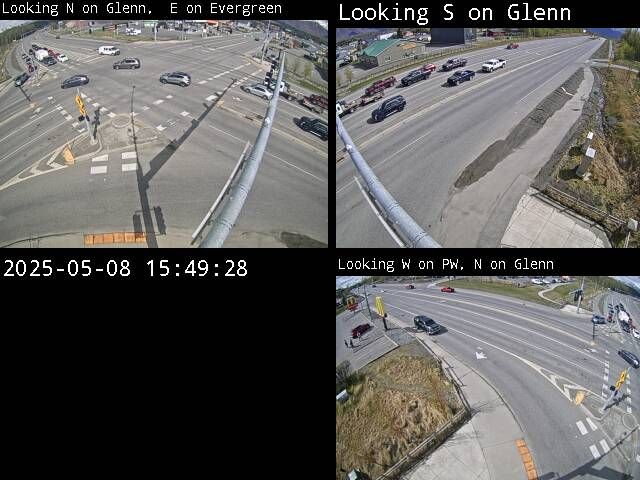 Looking N on Glenn,  E on Evergreen
Looking S on Glenn
2025-05-08 15:49:28
Looking W on PW, N on Glenn